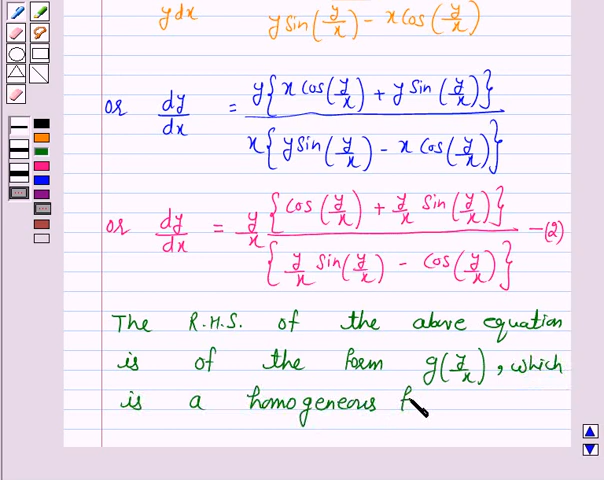 ydx   y sin(y/x) - x cos(y/x)
or dy/dx = y{x cos(y/x) + y sin(y/x)} / x{y sin(y/x) - x cos(y/x)}
or dy/dx = y/x {cos(y/x) + y/x sin(y/x)} / {y/x sin(y/x) - cos(y/x)} -(2)
The R.H.S. of the above equation
is of the form g(y/x), which
is a homogeneous f